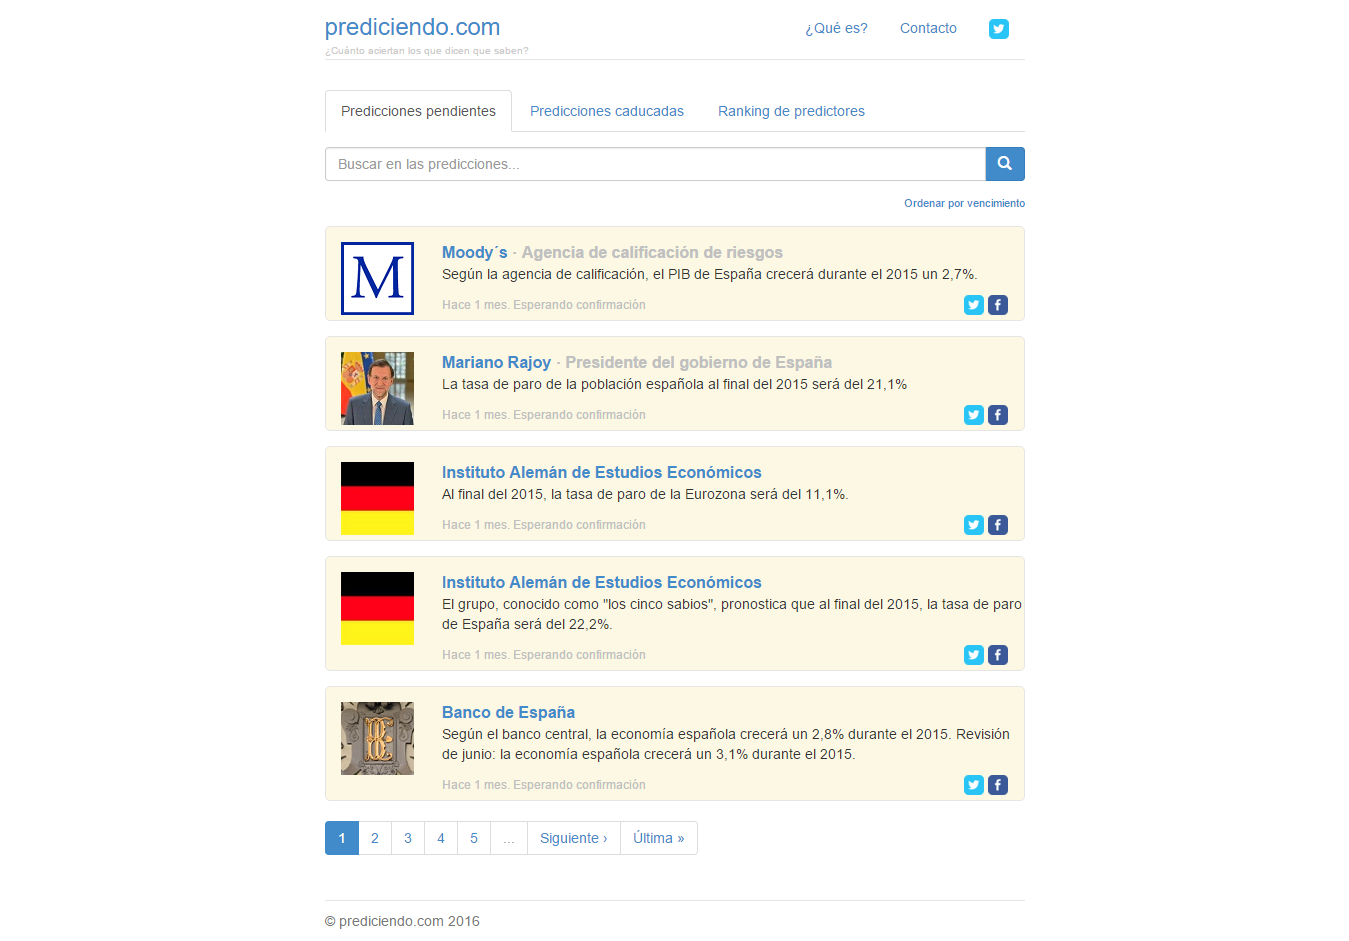 prediciendo.com
¿Qué es?
Contacto
¿Cuánto aciertan los que dicen que saben?
Predicciones pendientes
Predicciones caducadas
Ranking de predictores
Buscar en las predicciones...
Ordenar por vencimiento
M
Moody´s · Agencia de calificación de riesgos
Según la agencia de calificación, el PIB de España crecerá durante el 2015 un 2,7%.
Hace 1 mes. Esperando confirmación
Mariano Rajoy · Presidente del gobierno de España
La tasa de paro de la población española al final del 2015 será del 21,1%
Hace 1 mes. Esperando confirmación
Instituto Alemán de Estudios Económicos
Al final del 2015, la tasa de paro de la Eurozona será del 11,1%.
Hace 1 mes. Esperando confirmación
Instituto Alemán de Estudios Económicos
El grupo, conocido como "los cinco sabios", pronostica que al final del 2015, la tasa de paro
de España será del 22,2%.
Hace 1 mes. Esperando confirmación
Banco de España
Según el banco central, la economía española crecerá un 2,8% durante el 2015. Revisión
de junio: la economía española crecerá un 3,1% durante el 2015.
Hace 1 mes. Esperando confirmación
1 2 3 4 5 ... Siguiente › Última »
© prediciendo.com 2016